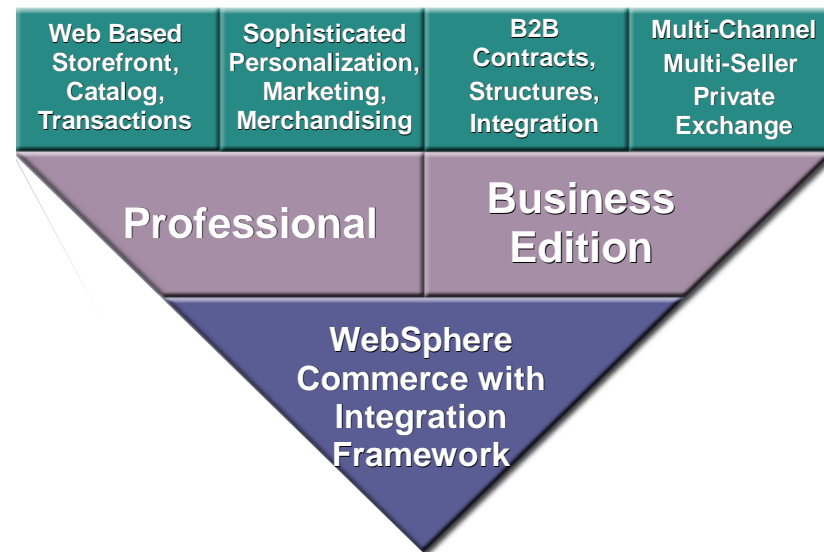 Web Based
Storefront,
Catalog,
Transactions
Sophisticated
Personalization,
Marketing,
Merchandising
B2B
Contracts,
Structures,
Integration
Multi-Channel
Multi-Seller
Private
Exchange
Professional
Business
Edition
WebSphere
Commerce with
Integration
Framework